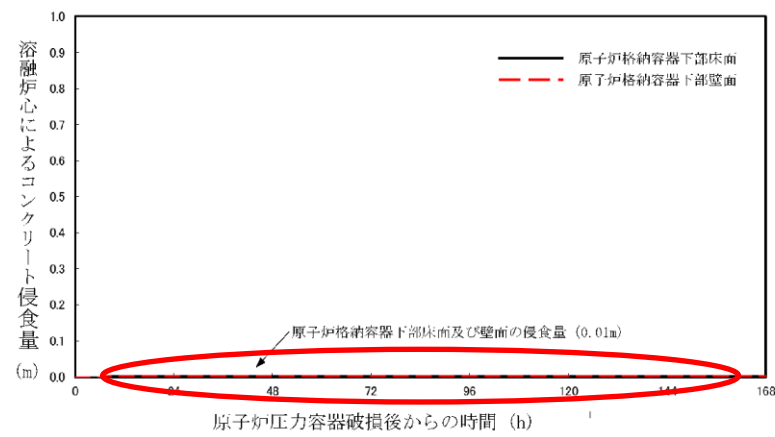 溶融炉心によるコンクリート侵食量
(m)
1.0
0.9
0.8
0.7
0.6
0.5
0.4
0.3
0.2
0.1
0.0
原子炉格納容器下部床面
原子炉格納容器下部壁面
原子炉格納容器下部床面及び壁面の侵食量 (0.01m)
0 24 48 72 96 120 144 168
原子炉圧力容器破損後からの時間 (h)